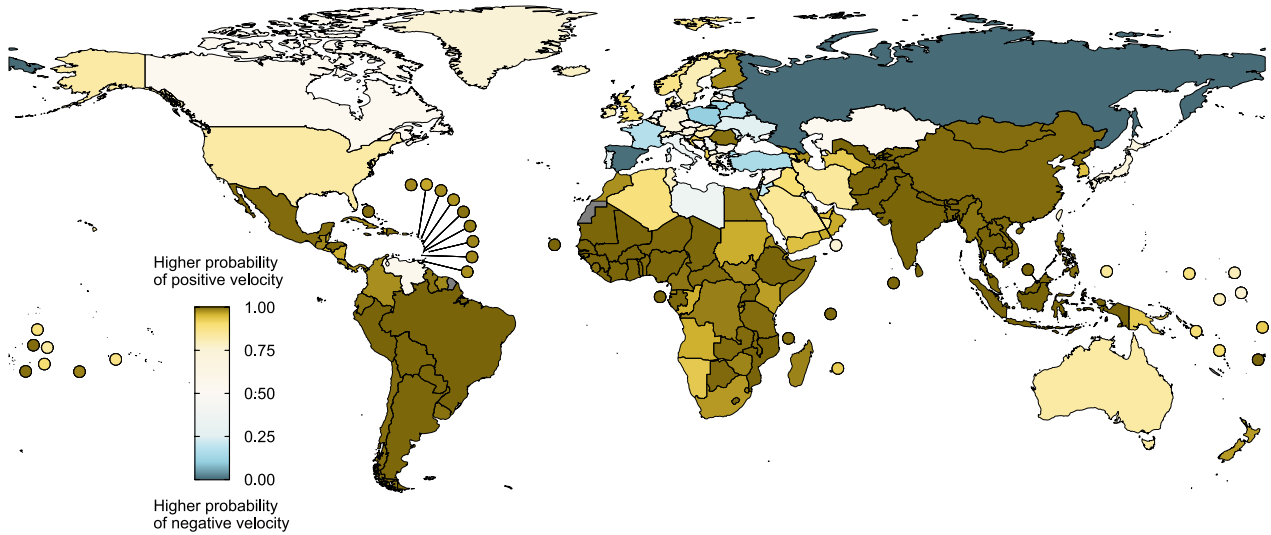 Higher probability
of positive velocity
1.00
0.75
0.50
0.25
0.00
Higher probability
of negative velocity